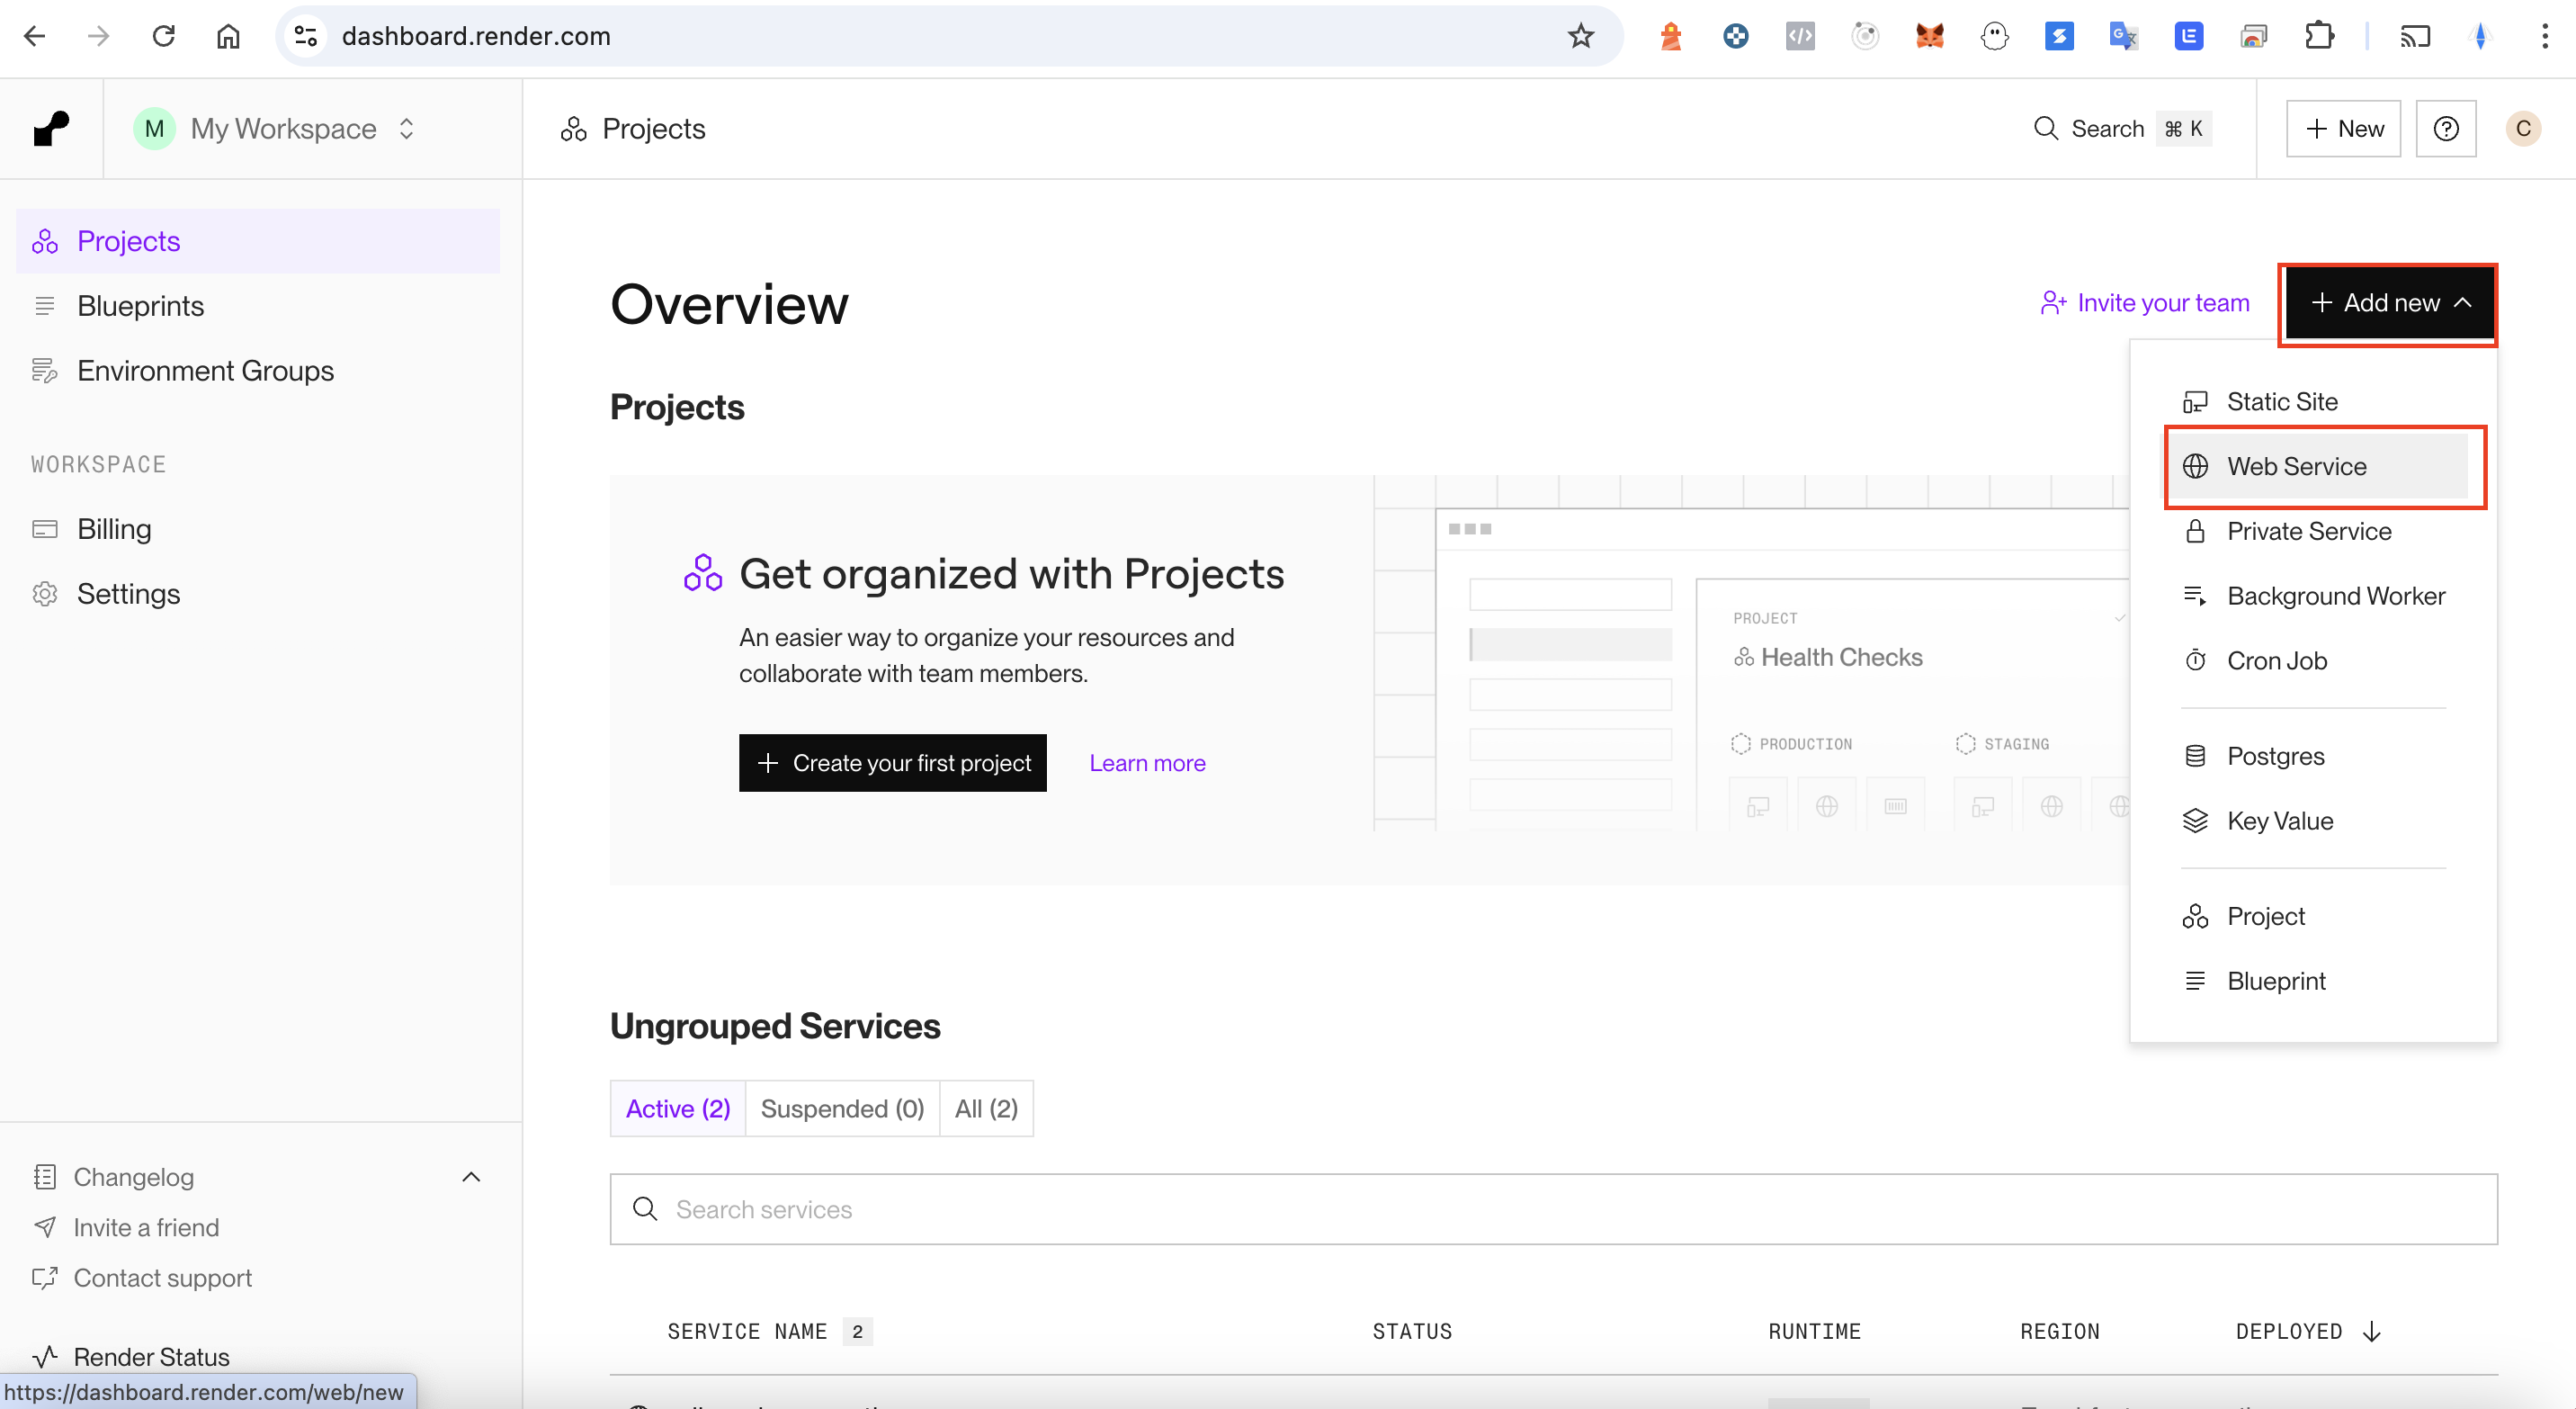 dashboard.render.com
M My Workspace
Projects
Search ⌘ K
+ New
C
Projects
Blueprints
Environment Groups
WORKSPACE
Billing
Settings
Changelog
Invite a friend
Contact support
Render Status
https://dashboard.render.com/web/new
Overview
Invite your team
+ Add new
Static Site
Web Service
Private Service
Background Worker
Cron Job
Postgres
Key Value
Project
Blueprint
Projects
Get organized with Projects
An easier way to organize your resources and
collaborate with team members.
+ Create your first project
Learn more
PROJECT
Health Checks
PRODUCTION
STAGING
Ungrouped Services
Active (2)
Suspended (0)
All (2)
Search services
SERVICE NAME 2
STATUS
RUNTIME
REGION
DEPLOYED ↓